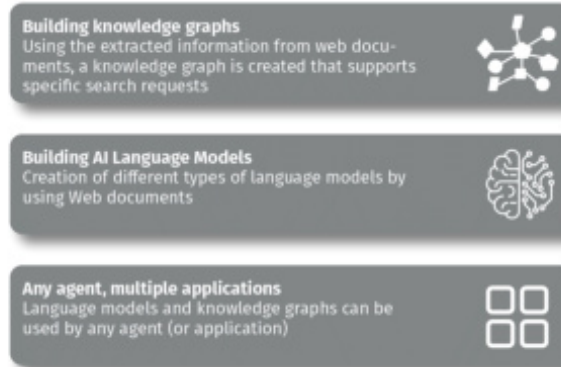 Building knowledge graphs
Using the extracted information from web docu-
ments, a knowledge graph is created that supports
specific search requests
Building AI Language Models
Creation of different types of language models by
using Web documents
Any agent, multiple applications
Language models and knowledge graphs can be
used by any agent (or application)